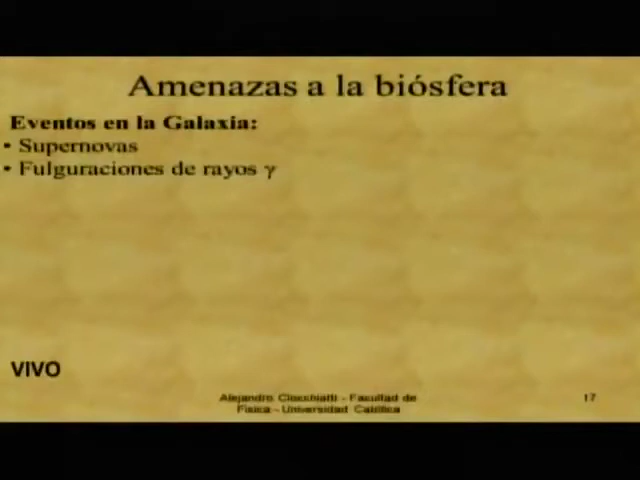 Amenazas a la biósfera
Eventos en la Galaxia:
• Supernovas
• Fulguraciones de rayos γ
VIVO
Alejandro Clocchiatti - Facultad de
Física - Universidad Católica
17